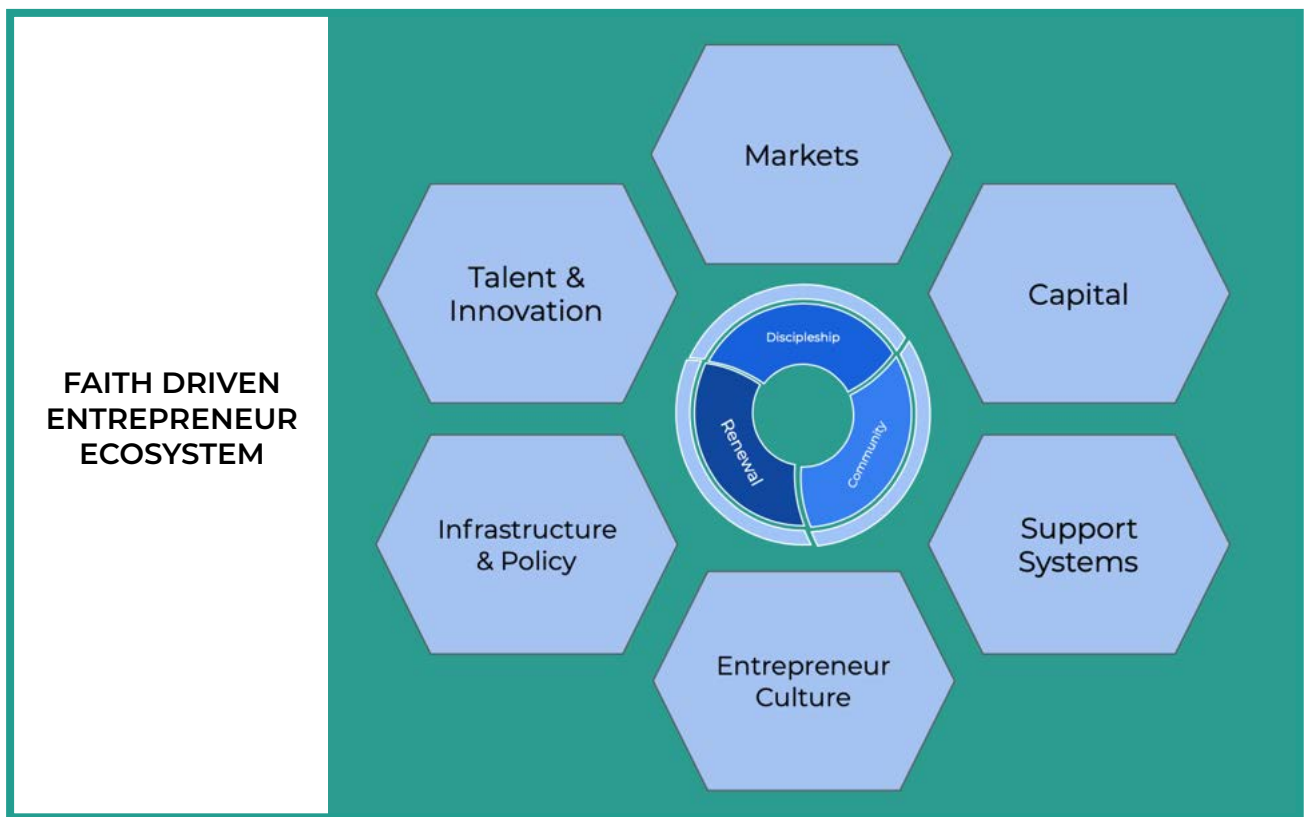 FAITH DRIVEN
ENTREPRENEUR
ECOSYSTEM
Markets
Talent &
Innovation
Capital
Discipleship
Renewal
Community
Infrastructure
& Policy
Support
Systems
Entrepreneur
Culture